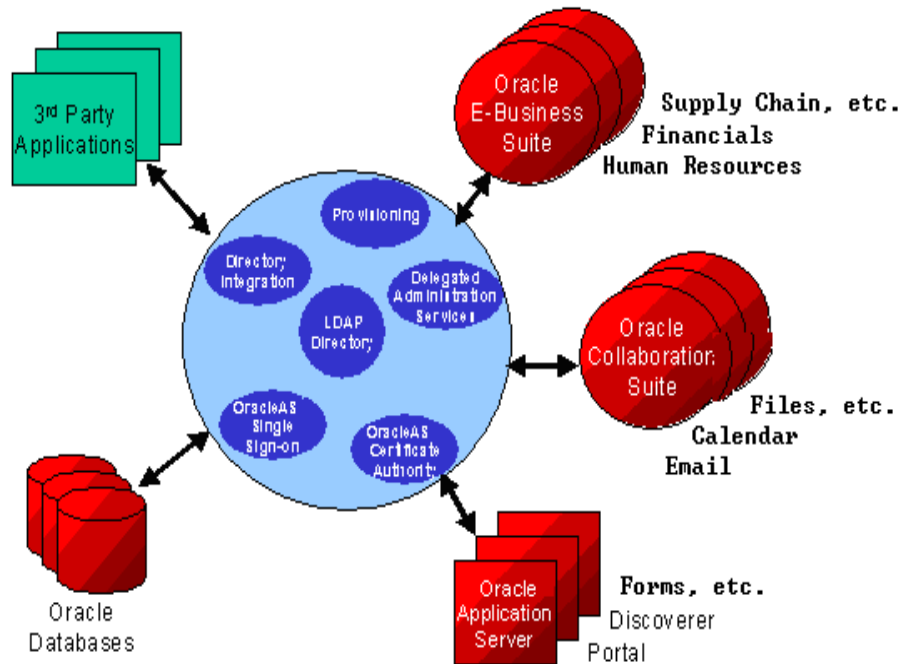 3rd Party
Applications
Oracle
E-Business
Suite
Supply Chain, etc.
Financials
Human Resources
Provisioning
Directory
Integration
Delegated
Administration
Services
LDAP
Directory
Oracle
Collaboration
Suite
Files, etc.
Calendar
Email
OracleAS
Single
Sign-on
OracleAS
Certificate
Authority
Oracle
Databases
Oracle
Application
Server
Forms, etc.
Discoverer
Portal